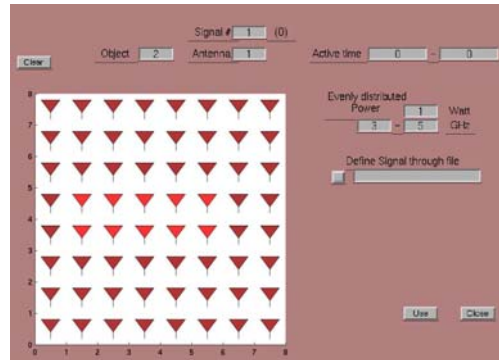 Signal # 1 (0)
Object 2 Antenna 1 Active time 0 - 0
Clear
Evenly distributed
Power 1 Watt
3 - 5 GHz
Define Signal through file
8
7
6
5
4
3
2
1
0
0 1 2 3 4 5 6 7 8
Use Close